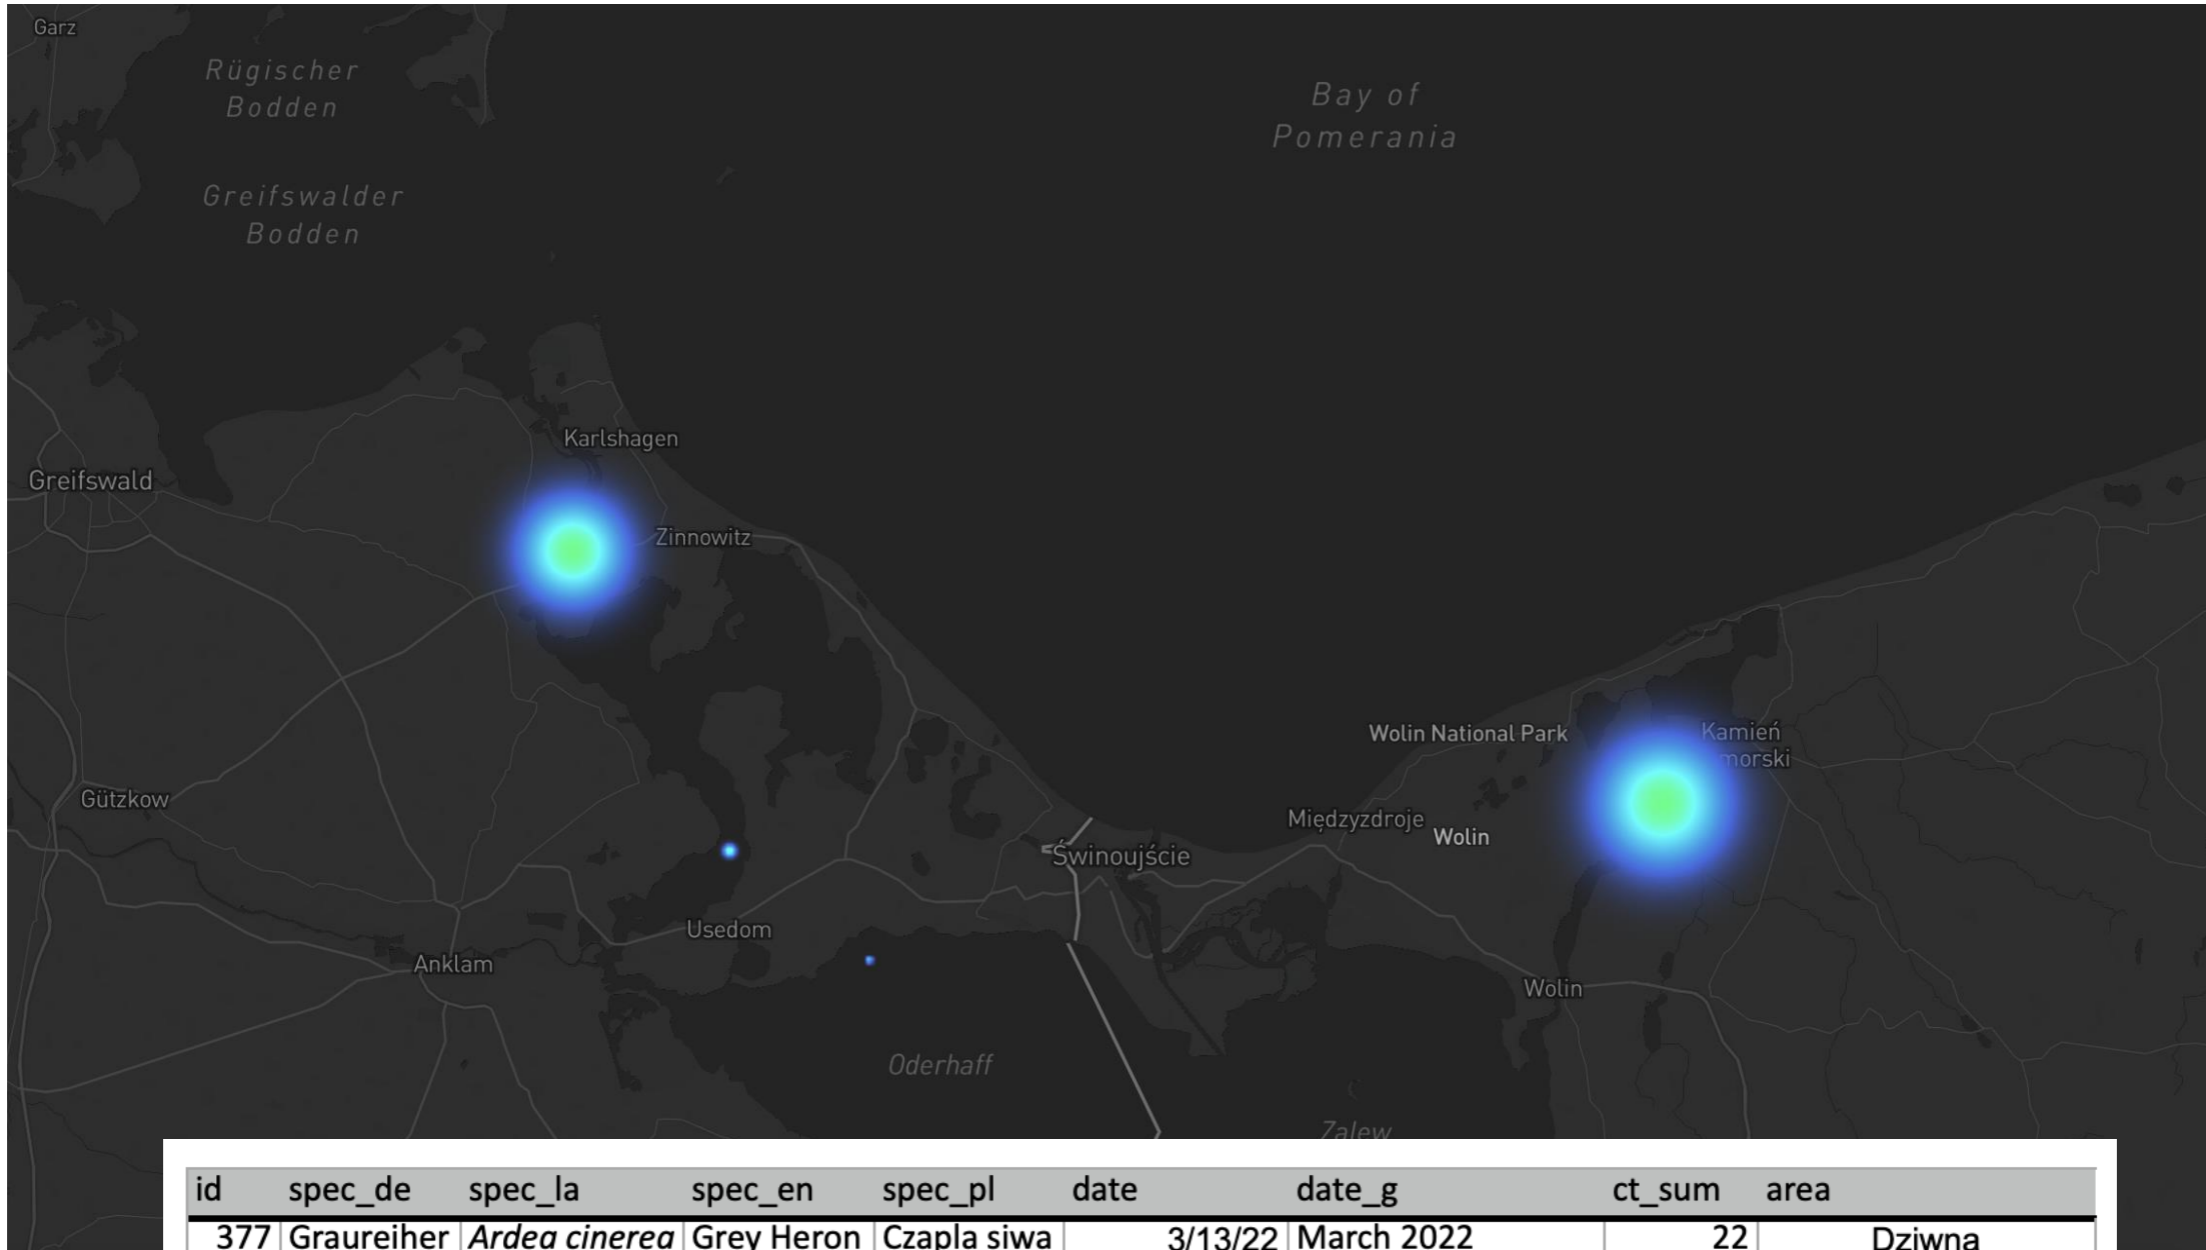 Garz
Rügischer
Bodden
Bay of
Pomerania
Greifswalder
Bodden
Karlshagen
Greifswald
Zinnowitz
Wolin National Park
Kamień
morski
Gützkow
Międzyzdroje
Wolin
Świnoujście
Usedom
Anklam
Wolin
Oderhaff
Zalew
id spec_de spec_la spec_en spec_pl date date_g ct_sum area
377 Graureiher Ardea cinerea Grey Heron Czapla siwa 3/13/22 March 2022 22 Dziwna